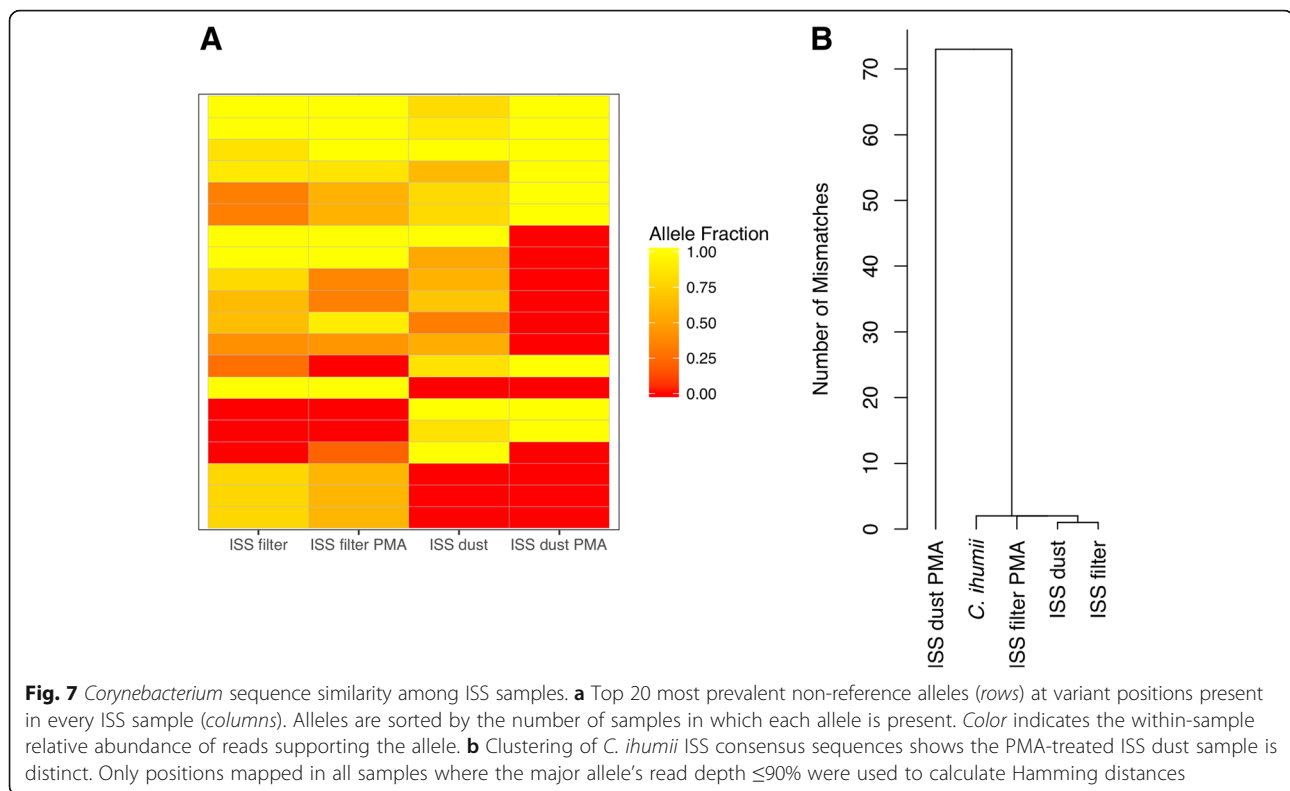 A
B
Allele Fraction
1.00
0.75
0.50
0.25
0.00
ISS filter
ISS filter PMA
ISS dust
ISS dust PMA
Number of Mismatches
70
60
50
40
30
20
10
0
ISS dust PMA
C. ihumii
ISS filter PMA
ISS dust
ISS filter
Fig. 7 Corynebacterium sequence similarity among ISS samples. a Top 20 most prevalent non-reference alleles (rows) at variant positions present
in every ISS sample (columns). Alleles are sorted by the number of samples in which each allele is present. Color indicates the within-sample
relative abundance of reads supporting the allele. b Clustering of C. ihumii ISS consensus sequences shows the PMA-treated ISS dust sample is
distinct. Only positions mapped in all samples where the major allele's read depth ≤90% were used to calculate Hamming distances